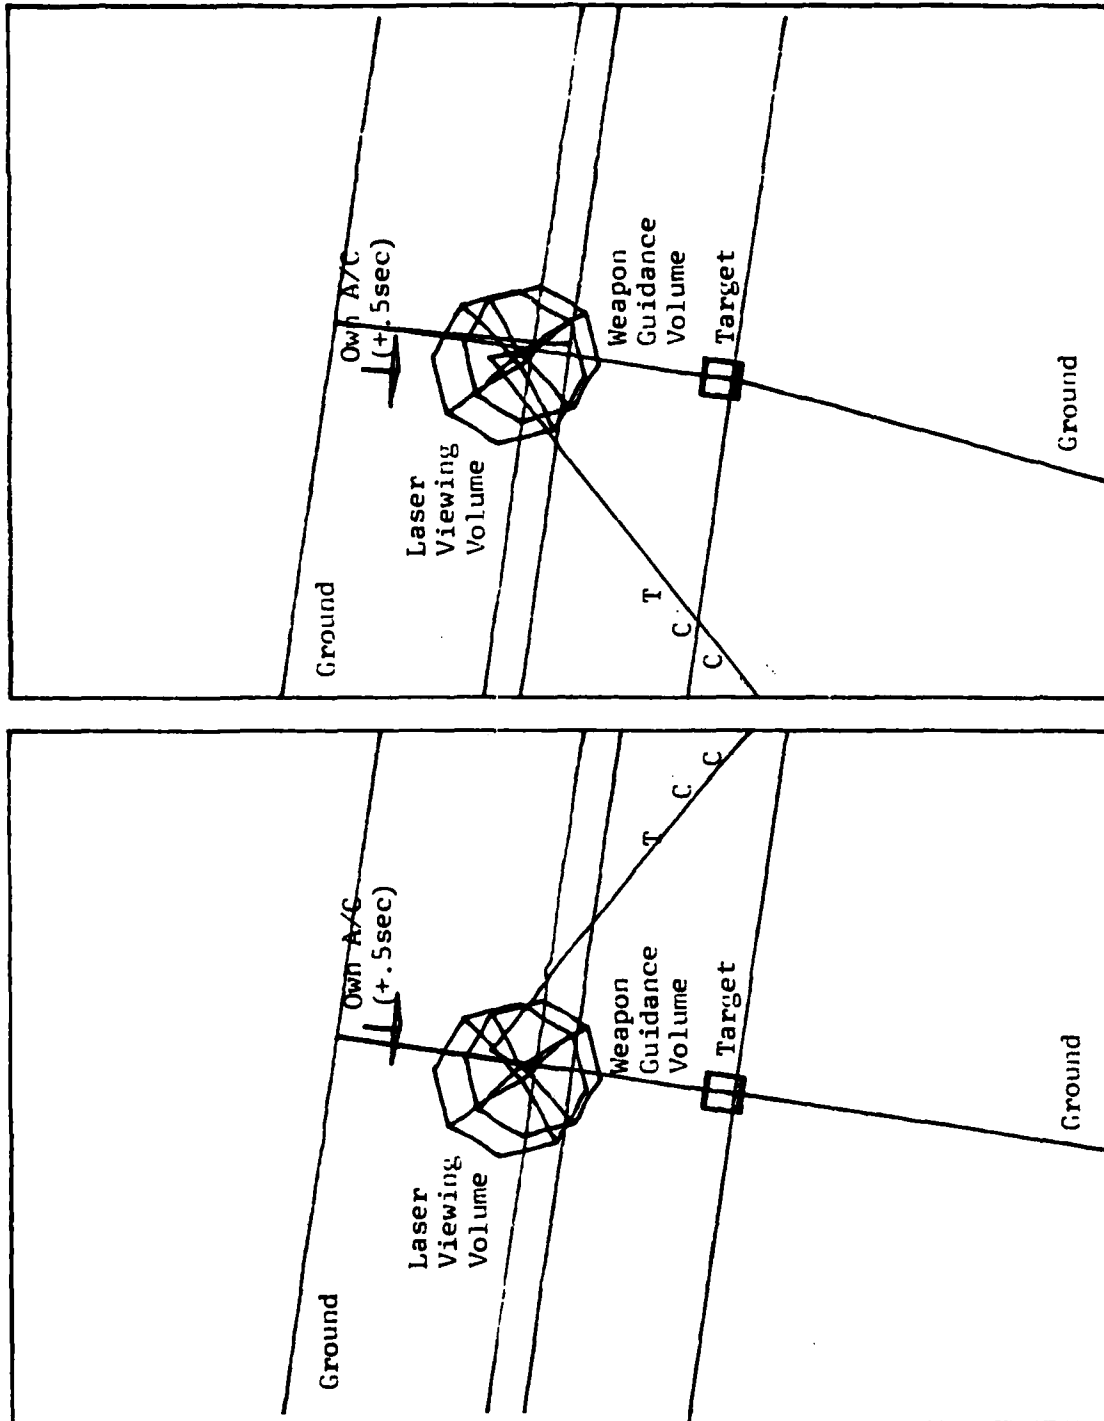 Ground
Own A/C
(+.5sec)
Laser
Viewing
Volume
Weapon
Guidance
Volume
T
C
C
Target
Ground
Ground
Own A/C
(+.5sec)
Laser
Viewing
Volume
Weapon
Guidance
Volume
T
C
C
Target
Ground